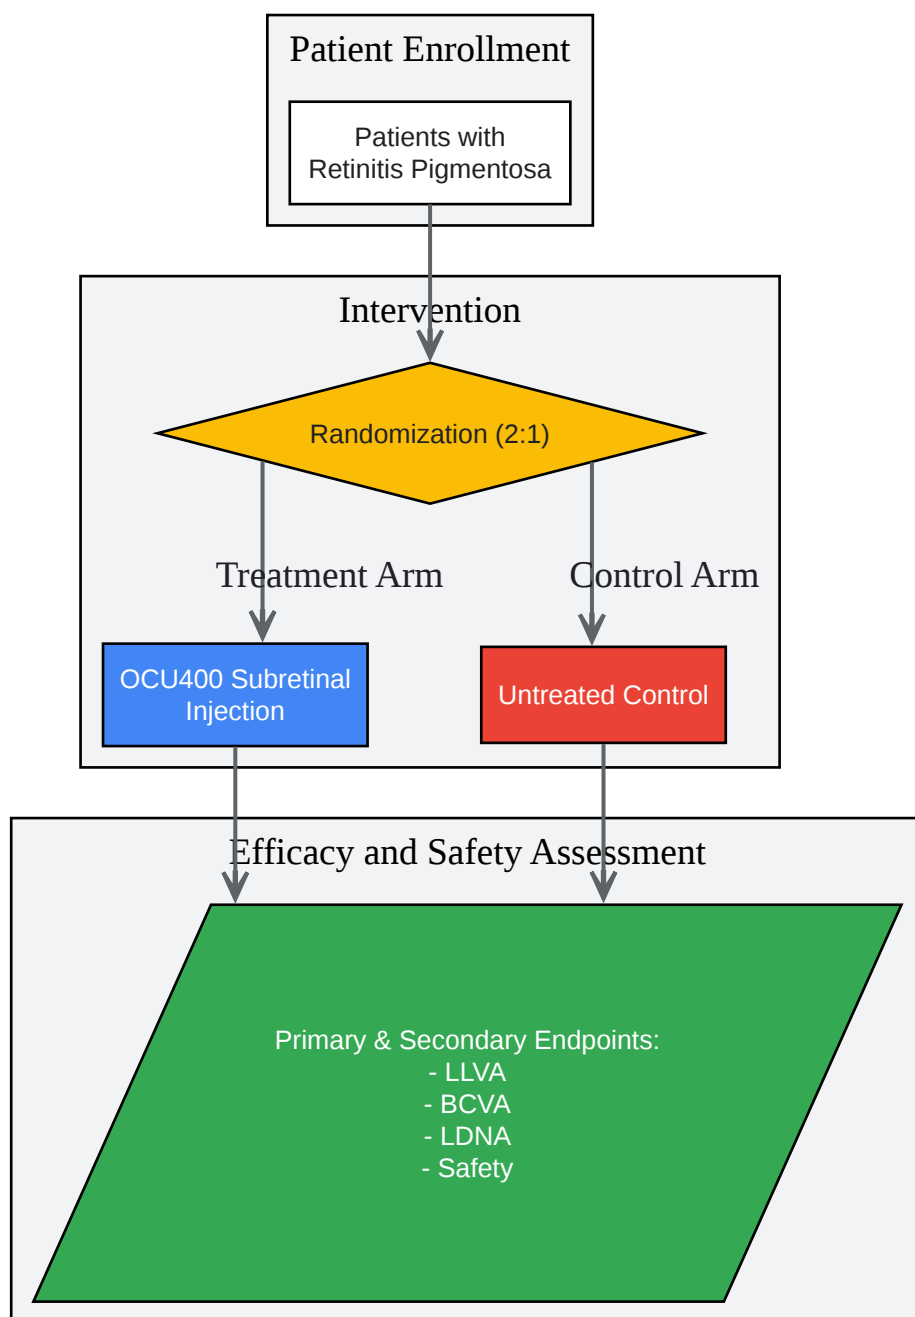 Patient Enrollment
Patients with
Retinitis Pigmentosa
Intervention
Randomization (2:1)
Treatment Arm
Control Arm
OCU400 Subretinal
Injection
Untreated Control
Efficacy and Safety Assessment
Primary & Secondary Endpoints:
- LLVA
- BCVA
- LDNA
- Safety